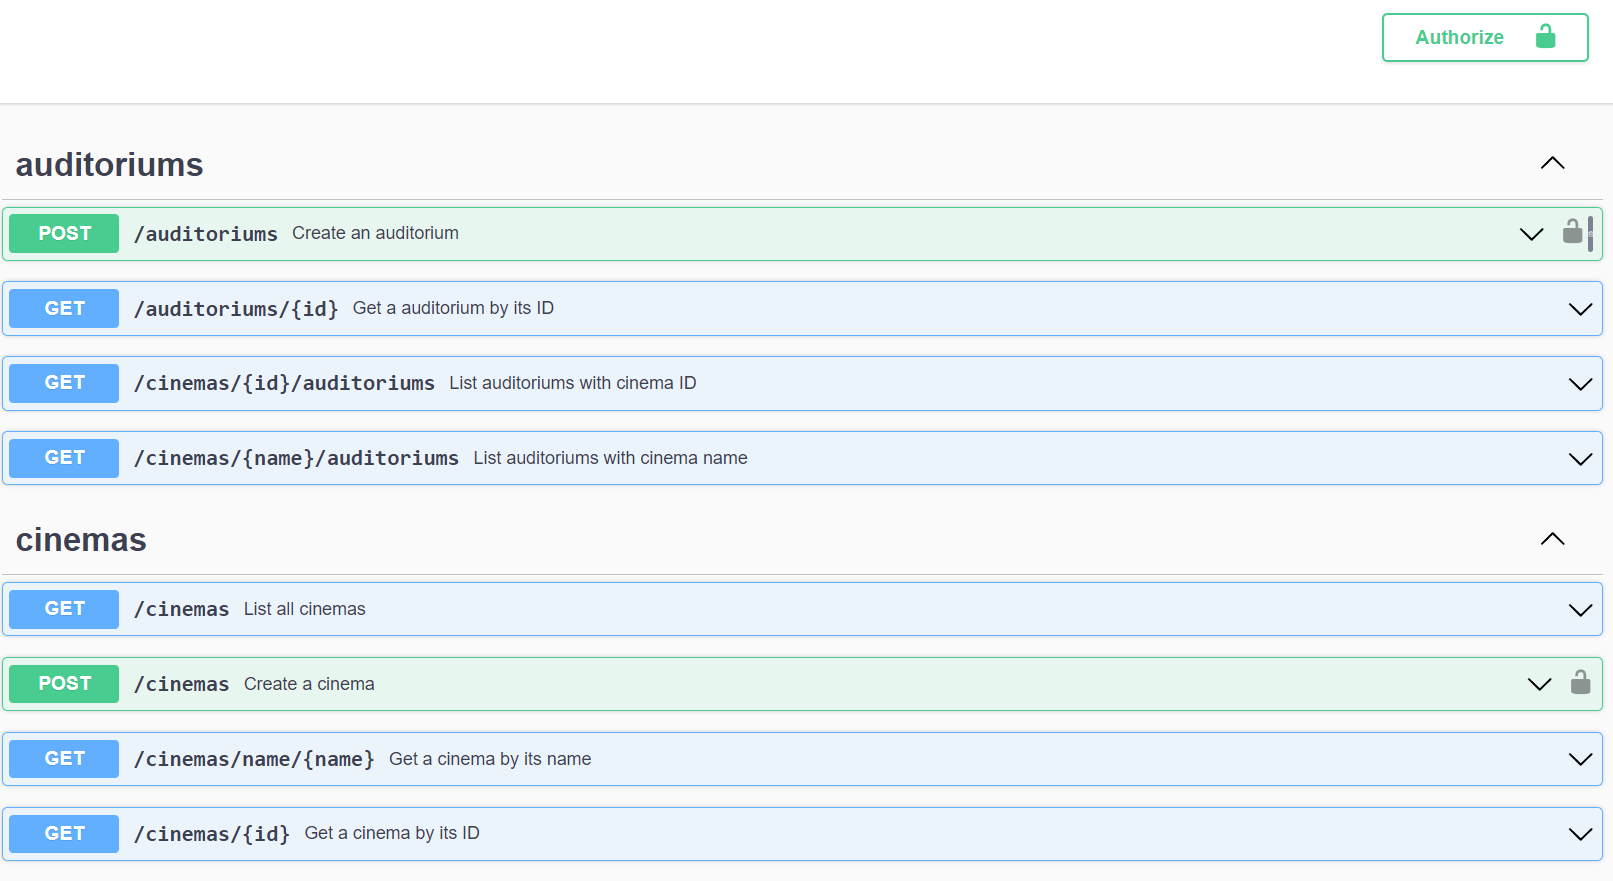 Authorize
auditoriums
POST /auditoriums Create an auditorium
GET /auditoriums/{id} Get a auditorium by its ID
GET /cinemas/{id}/auditoriums List auditoriums with cinema ID
GET /cinemas/{name}/auditoriums List auditoriums with cinema name
cinemas
GET /cinemas List all cinemas
POST /cinemas Create a cinema
GET /cinemas/name/{name} Get a cinema by its name
GET /cinemas/{id} Get a cinema by its ID